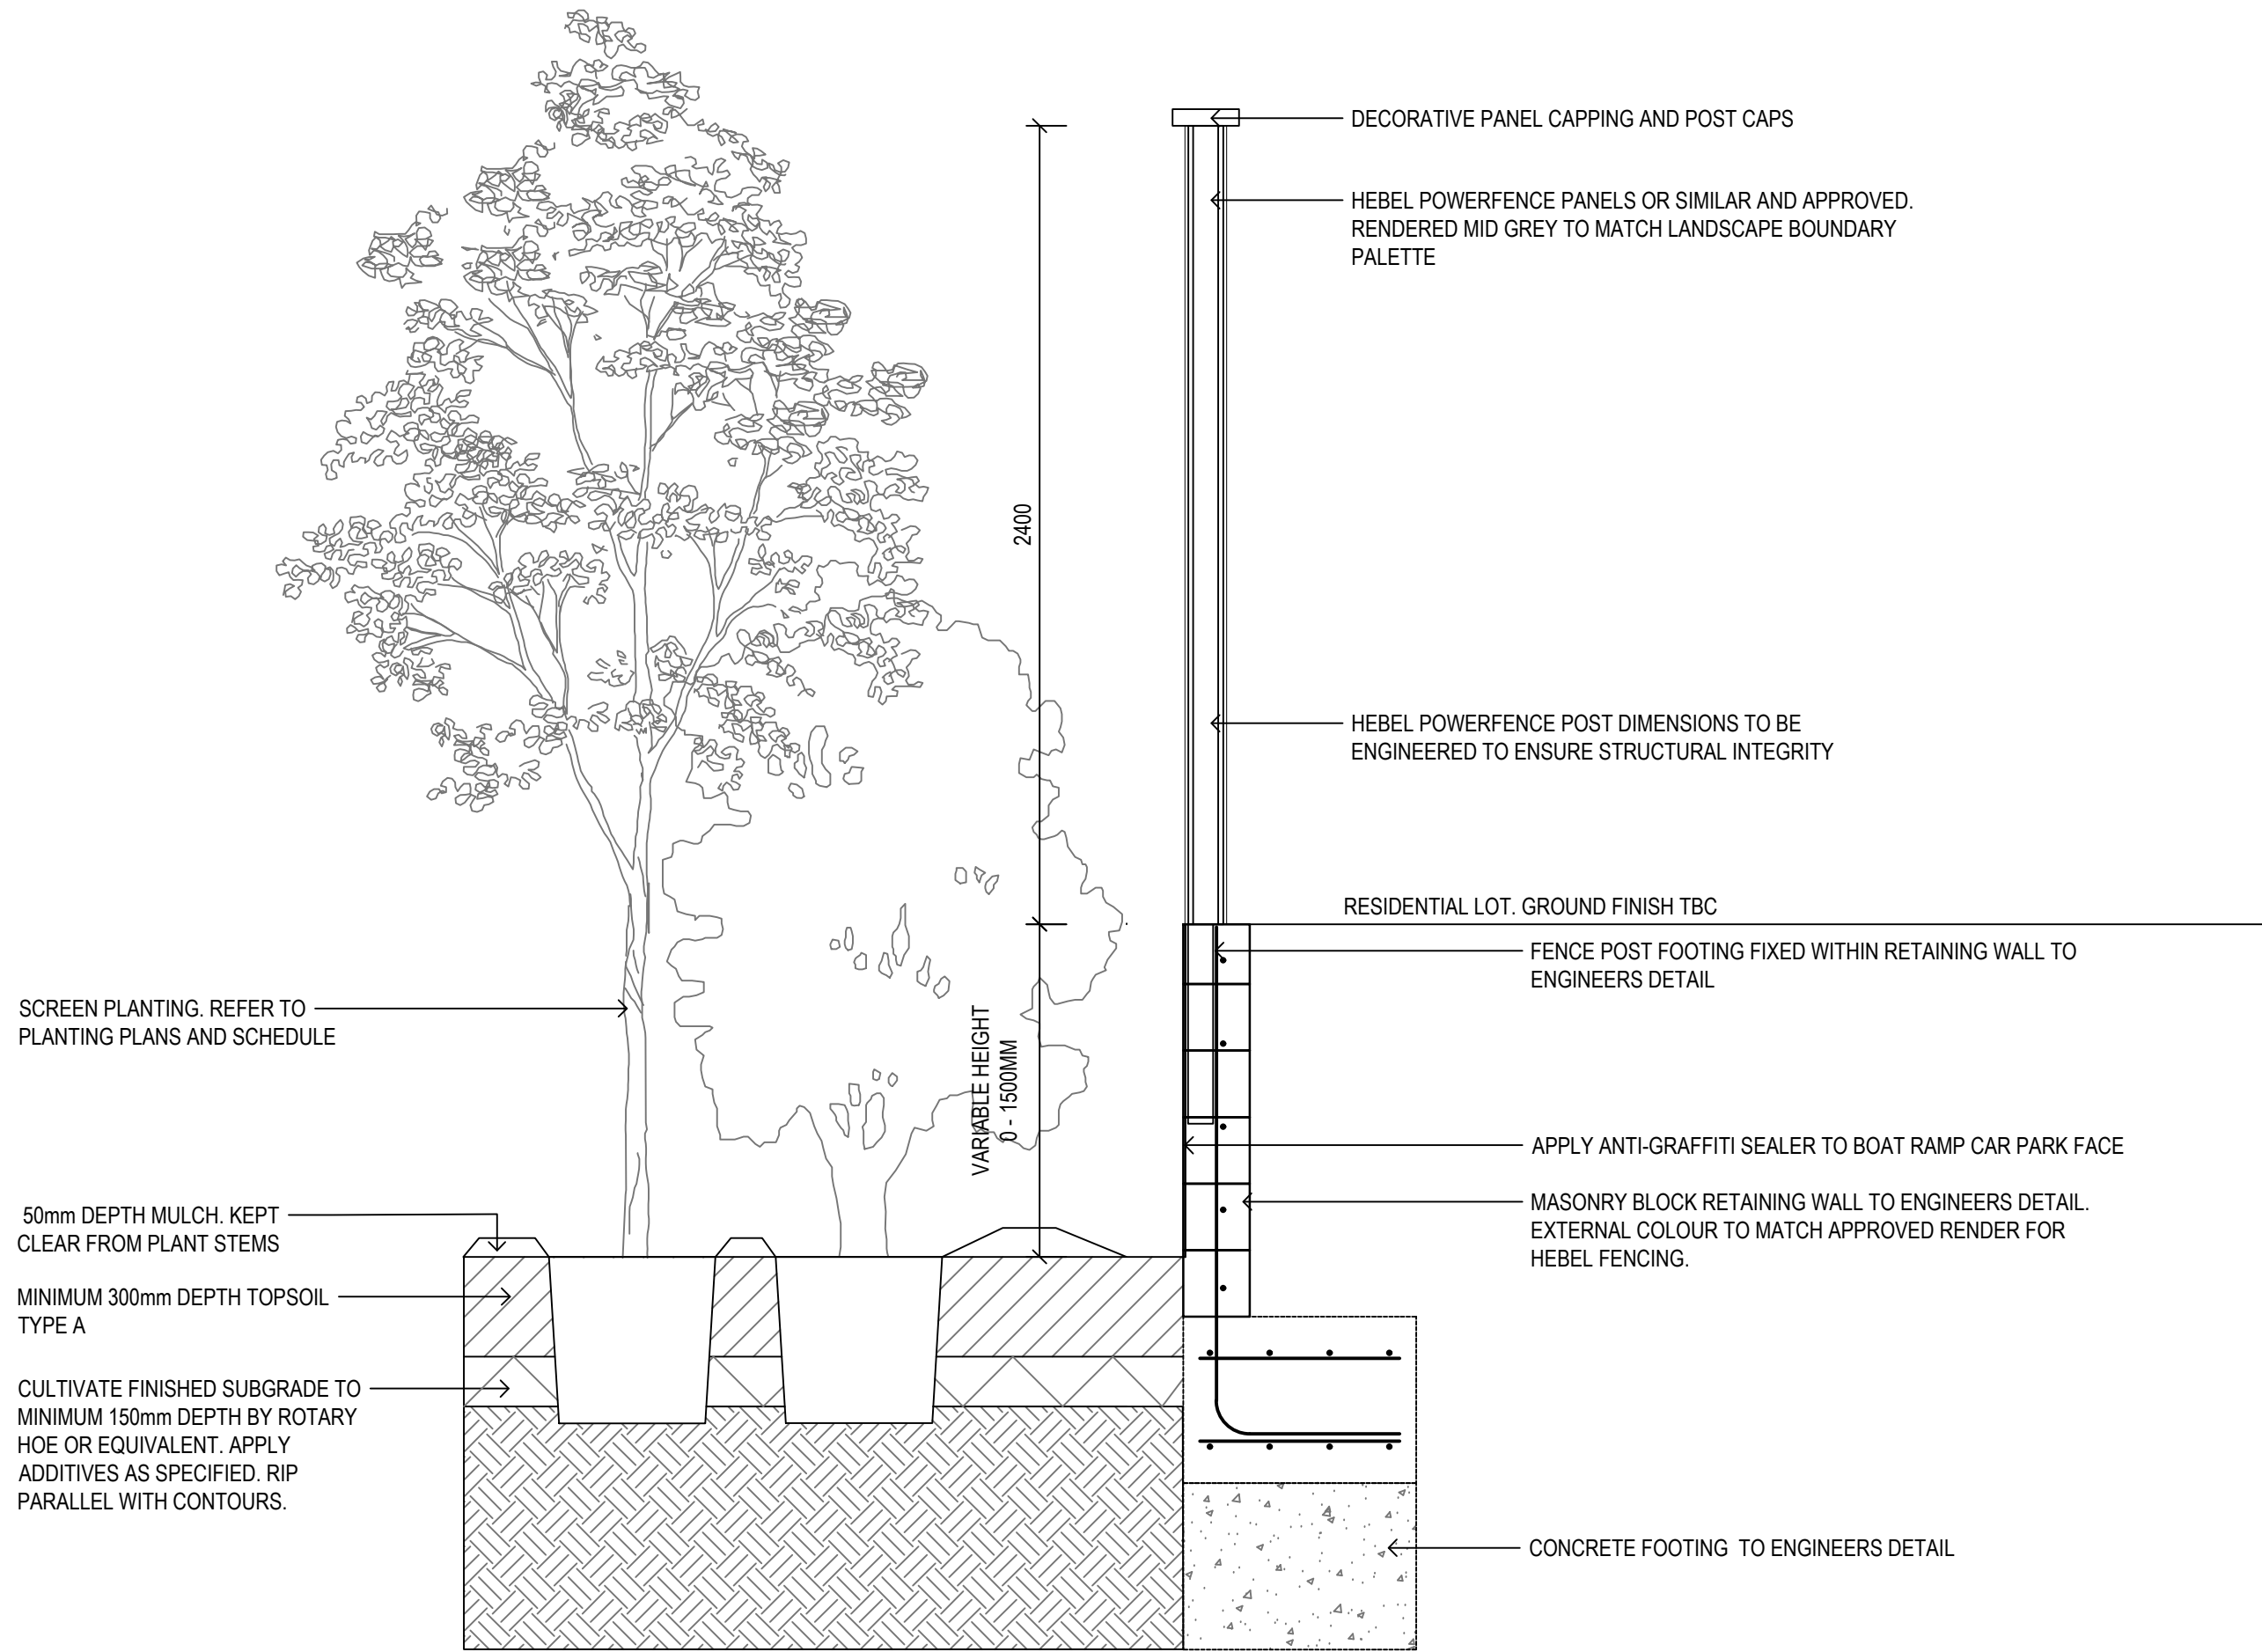 DECORATIVE PANEL CAPPING AND POST CAPS
HEBEL POWERFENCE PANELS OR SIMILAR AND APPROVED.
RENDERED MID GREY TO MATCH LANDSCAPE BOUNDARY
PALETTE
2400
HEBEL POWERFENCE POST DIMENSIONS TO BE
ENGINEERED TO ENSURE STRUCTURAL INTEGRITY
RESIDENTIAL LOT. GROUND FINISH TBC
FENCE POST FOOTING FIXED WITHIN RETAINING WALL TO
ENGINEERS DETAIL
SCREEN PLANTING. REFER TO
PLANTING PLANS AND SCHEDULE
VARIABLE HEIGHT
0 - 1500MM
APPLY ANTI-GRAFFITI SEALER TO BOAT RAMP CAR PARK FACE
MASONRY BLOCK RETAINING WALL TO ENGINEERS DETAIL.
EXTERNAL COLOUR TO MATCH APPROVED RENDER FOR
HEBEL FENCING.
50mm DEPTH MULCH. KEPT
CLEAR FROM PLANT STEMS
MINIMUM 300mm DEPTH TOPSOIL
TYPE A
CULTIVATE FINISHED SUBGRADE TO
MINIMUM 150mm DEPTH BY ROTARY
HOE OR EQUIVALENT. APPLY
ADDITIVES AS SPECIFIED. RIP
PARALLEL WITH CONTOURS.
CONCRETE FOOTING TO ENGINEERS DETAIL